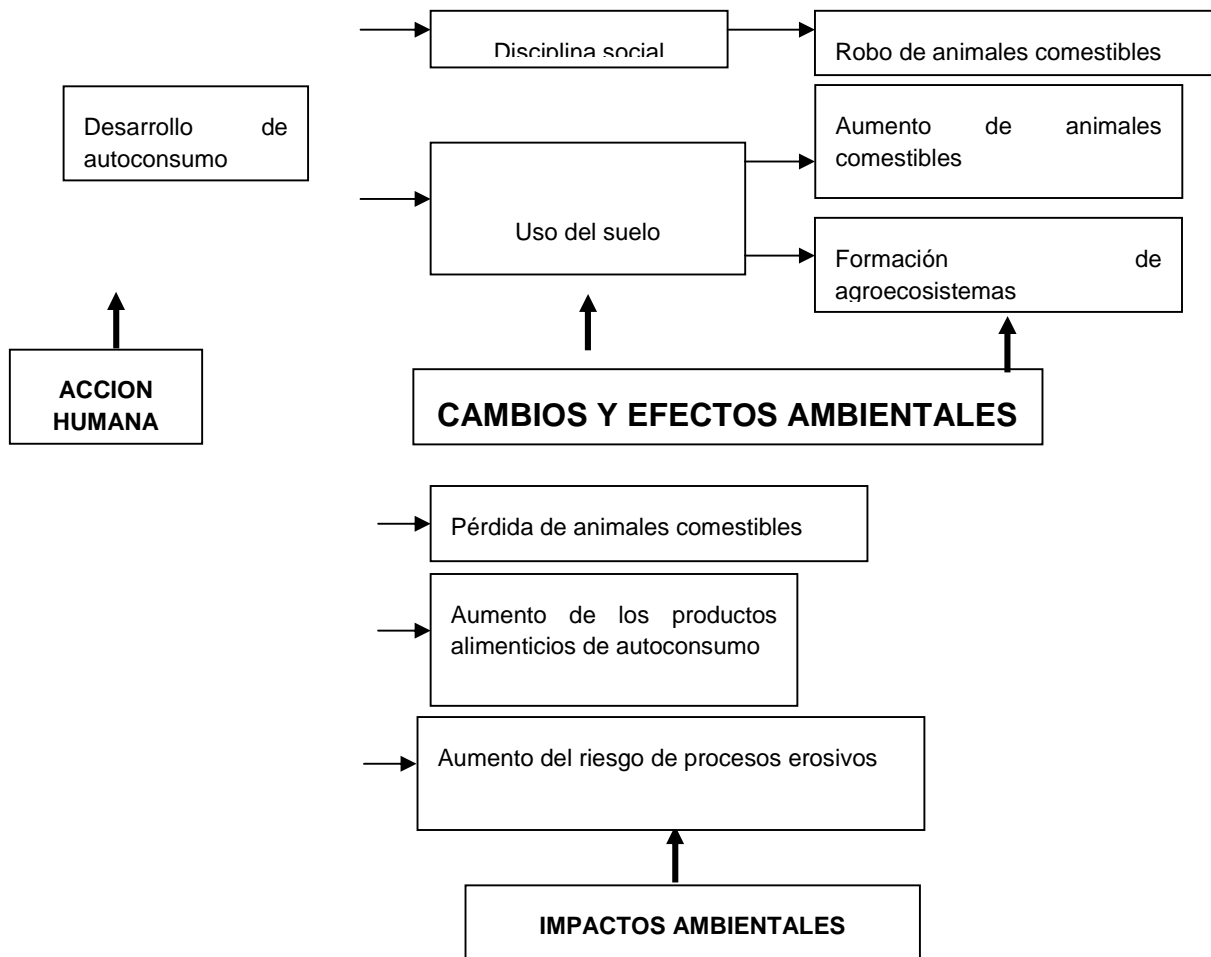 Disciplina social
Robo de animales comestibles
Desarrollo de
autoconsumo
Aumento de animales
comestibles
Uso del suelo
Formación de
agroecosistemas
ACCION
HUMANA
CAMBIOS Y EFECTOS AMBIENTALES
Pérdida de animales comestibles
Aumento de los productos
alimenticios de autoconsumo
Aumento del riesgo de procesos erosivos
IMPACTOS AMBIENTALES